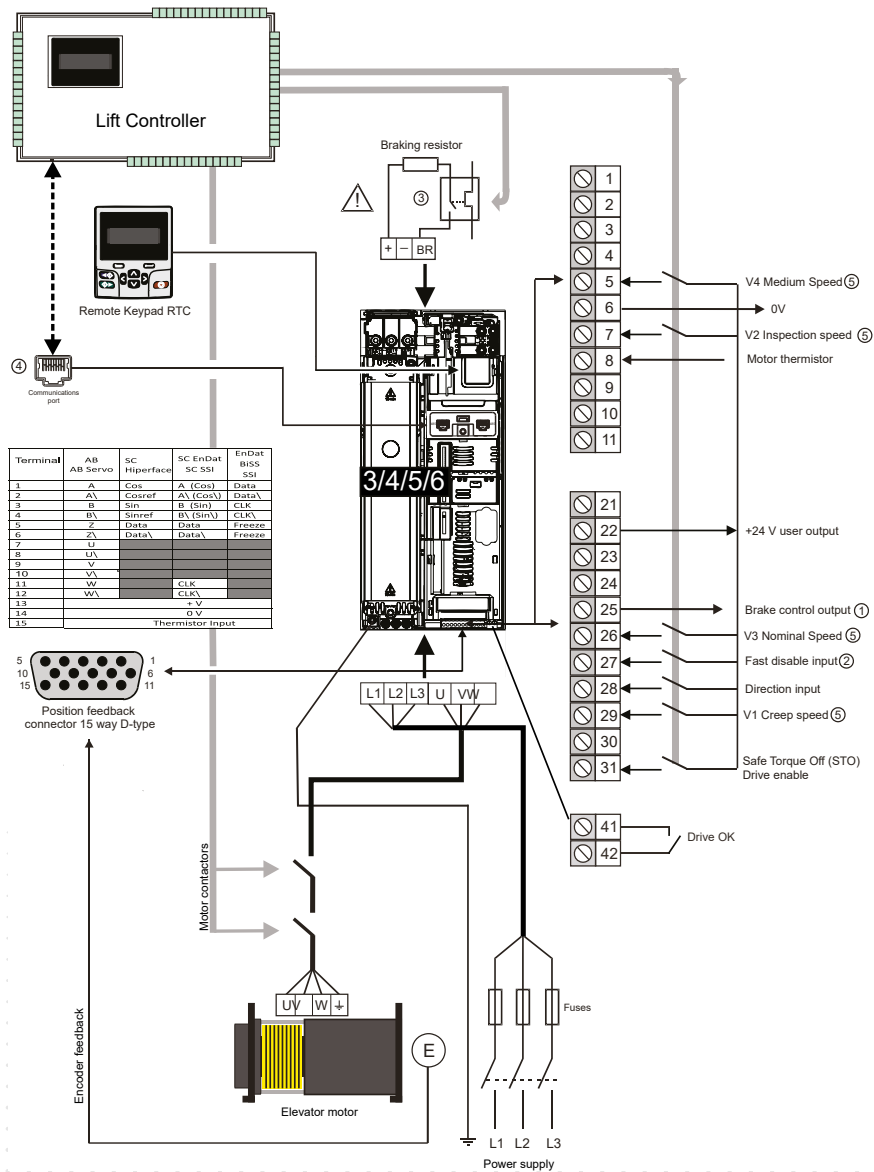 Lift Controller
Braking resistor
③
+ − BR
Remote Keypad RTC
④
Communications
port
3/4/5/6
Terminal AB AB Servo SC Hiperface SC EnDat SC SSI EnDat BiSS SSI
1 A Cos A (Cos) Data
2 A\ Cosref A\ (Cos\) Data\
3 B Sin B (Sin) CLK
4 B\ Sinref B\ (Sin\) CLK\
5 Z Data Data Freeze
6 Z\ Data\ Data\ Freeze
7 U
8 U\
9 V
10 V\
11 W CLK
12 W\ CLK\
13 + V
14 0 V
15 Thermistor Input
5 1
10 6
15 11
Position feedback
connector 15 way D-type
L1 L2 L3 U VW
Motor contactors
UV W
Encoder feedback
E
Elevator motor
Fuses
L1 L2 L3
Power supply
1
2
3
4
5 V4 Medium Speed ⑤
6 0V
7 V2 Inspection speed ⑤
8 Motor thermistor
9
10
11
21
22 +24 V user output
23
24
25 Brake control output ①
26 V3 Nominal Speed ⑤
27 Fast disable input ②
28 Direction input
29 V1 Creep speed ⑤
30
31 Safe Torque Off (STO)
Drive enable
41
42
Drive OK